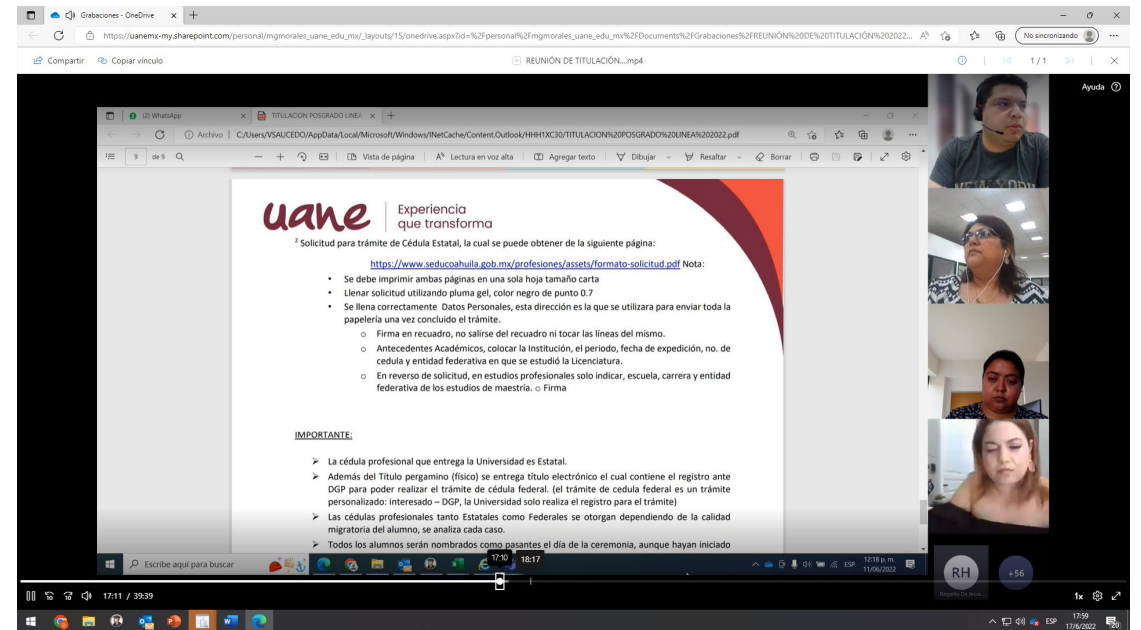 Grabaciones - OneDrive
https://uanemx-my.sharepoint.com/personal/mgmorales_uane_edu_mx/_layouts/15/onedrive.aspx?id=%2Fpersonal%2Fmgmorales_uane_edu_mx%2FDocuments%2FGrabaciones%2FREUNIÓN%20DE%20TITULACIÓN%202022...
No sincronizando
Compartir
Copiar vínculo
REUNIÓN DE TITULACIÓN....mp4
1 / 1
Ayuda
(2) WhatsApp
TITULACION POSGRADO LINEA
Archivo
C:/Users/VSAUCEDO/AppData/Local/Microsoft/Windows/INetCache/Content.Outlook/HHH1XC30/TITULACION%20POSGRADO%20LINEA%202022.pdf
9 de 9
Vista de página
Lectura en voz alta
Agregar texto
Dibujar
Resaltar
Borrar
uane
Experiencia
que transforma
² Solicitud para trámite de Cédula Estatal, la cual se puede obtener de la siguiente página:
https://www.seducoahuila.gob.mx/profesiones/assets/formato-solicitud.pdf Nota:
• Se debe imprimir ambas páginas en una sola hoja tamaño carta
• Llenar solicitud utilizando pluma gel, color negro de punto 0.7
• Se llena correctamente Datos Personales, esta dirección es la que se utilizara para enviar toda la
papelería una vez concluido el trámite.
o Firma en recuadro, no salirse del recuadro ni tocar las líneas del mismo.
o Antecedentes Académicos, colocar la Institución, el periodo, fecha de expedición, no. de
cedula y entidad federativa en que se estudió la Licenciatura.
o En reverso de solicitud, en estudios profesionales solo indicar, escuela, carrera y entidad
federativa de los estudios de maestría. o Firma
IMPORTANTE:
➢ La cédula profesional que entrega la Universidad es Estatal.
➢ Además del Título pergamino (físico) se entrega título electrónico el cual contiene el registro ante
DGP para poder realizar el trámite de cédula federal. (el trámite de cedula federal es un trámite
personalizado: interesado – DGP, la Universidad solo realiza el registro para el trámite)
➢ Las cédulas profesionales tanto Estatales como Federales se otorgan dependiendo de la calidad
migratoria del alumno, se analiza cada caso.
➢ Todos los alumnos serán nombrados como pasantes el día de la ceremonia, aunque hayan iniciado
NEW YORK
Escribe aquí para buscar
17:10
18:17
ESP
12:18 p. m.
11/06/2022
RH
+56
17:11 / 39:39
1x
ESP
17:59
17/6/2022
20